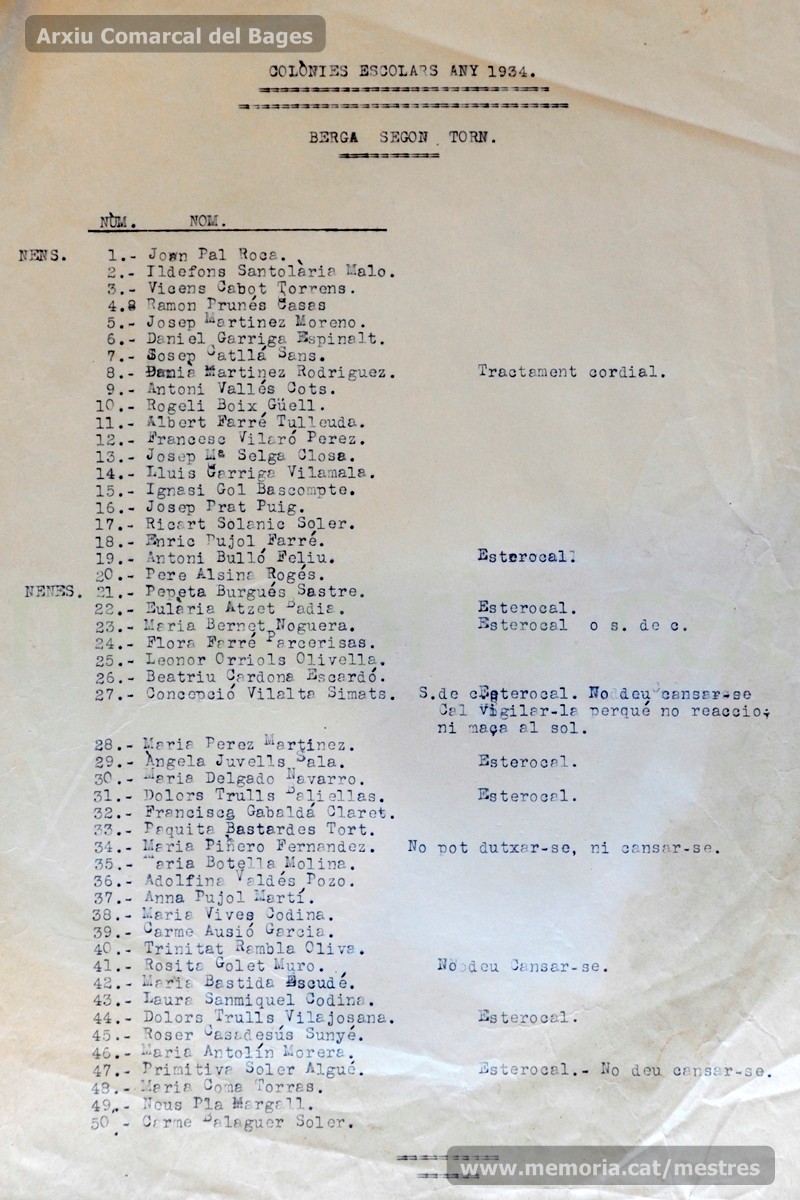 Arxiu Comarcal del Bages
COLÒNIES ESCOLARS ANY 1934.
BERGA SEGON TORN.
NÚM. NOM.
NENS. 1.- Joan Pal Roca.
2.- Ildefons Santolària Malo.
3.- Vicens Cabot Torrens.
4.- Ramon Prunés Casas
5.- Josep Martinez Moreno.
6.- Daniel Garriga Espinalt.
7.- Josep Catllá Sans.
8.- Damià Martinez Rodriguez. Tractament cordial.
9.- Antoni Vallés Cots.
10.- Rogeli Boix Güell.
11.- Albert Farré Tulleuda.
12.- Francesc Vilaró Perez.
13.- Josep Mª Selga Closa.
14.- Lluis Garriga Vilamala.
15.- Ignasi Gol Bascompte.
16.- Josep Prat Puig.
17.- Ricart Solanic Soler.
18.- Enric Pujol Farré.
19.- Antoni Bulló Feliu. Esterocal.
20.- Pere Alsina Rogés.
NENES. 21.- Pepeta Burgués Sastre.
22.- Eulària Atzet Badia. Esterocal.
23.- Maria Bernet Noguera. Esterocal o s. de c.
24.- Flora Farré Parcerisas.
25.- Leonor Orriols Olivella.
26.- Beatriu Cardona Escardó.
27.- Concepció Vilalta Simats. S.de c Esterocal. No deu cansar-se
Cal Vigilar-la perqué no reacciо;
ni maça al sol.
28.- Maria Perez Martinez.
29.- Àngela Juvells Sala. Esterocal.
30.- Maria Delgado Navarro.
31.- Dolors Trulls Paliellas. Esterocal.
32.- Francisca Gabaldá Claret.
33.- Paquita Bastardes Tort.
34.- Maria Piñero Fernandez. No pot dutxar-se, ni cansar-se.
35.- Maria Botella Molina.
36.- Adolfina Valdés Pozo.
37.- Anna Pujol Martí.
38.- Maria Vives Codina.
39.- Carme Ausió Garcia.
40.- Trinitat Rambla Oliva.
41.- Rosita Golet Muro. No deu Cansar-se.
42.- Maria Bastida Escudé.
43.- Laura Sanmiquel Codina.
44.- Dolors Trulls Vilajosana. Esterocal.
45.- Roser Casadesús Sunyé.
46.- Maria Antolín Morera.
47.- Primitiva Soler Algué. Esterocal.- No deu cansar-se.
48.- Maria Coma Torras.
49.- Neus Pla Margall.
50 - Carme Balaguer Soler.
www.memoria.cat/mestres